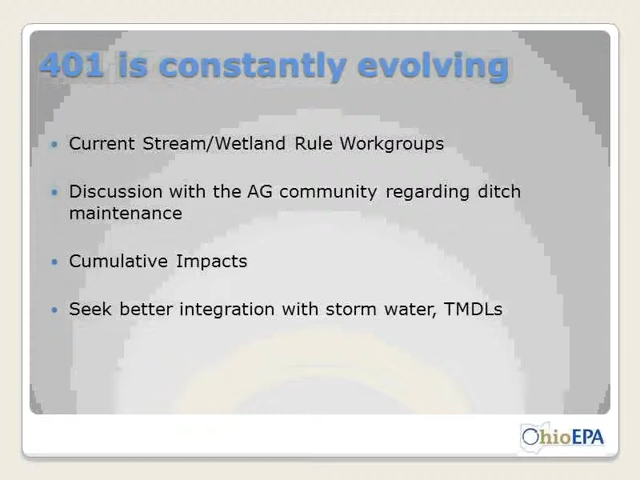 401 is constantly evolving
Current Stream/Wetland Rule Workgroups
Discussion with the AG community regarding ditch
maintenance
Cumulative Impacts
Seek better integration with storm water, TMDLs
OhioEPA